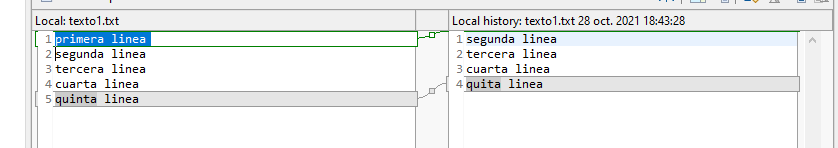 Local: texto1.txt
1 primera linea
2 segunda linea
3 tercera linea
4 cuarta linea
5 quinta linea
Local history: texto1.txt 28 oct. 2021 18:43:28
1 segunda linea
2 tercera linea
3 cuarta linea
4 quita linea